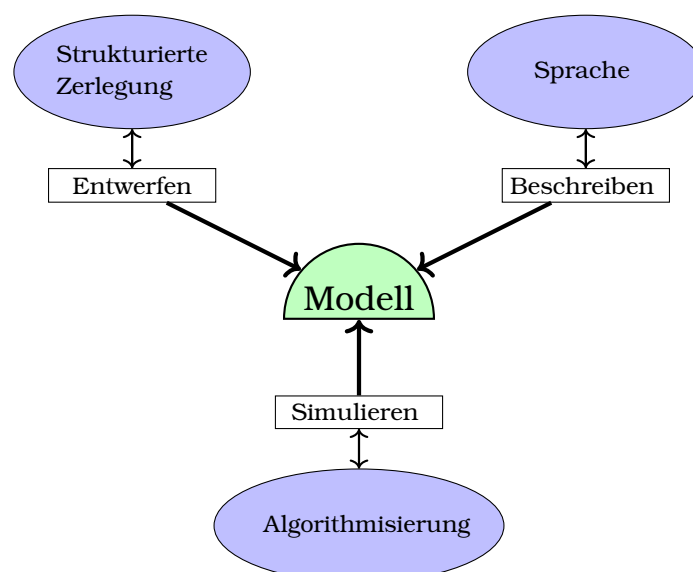 Strukturierte
Zerlegung
Sprache
Entwerfen
Beschreiben
Modell
Simulieren
Algorithmisierung